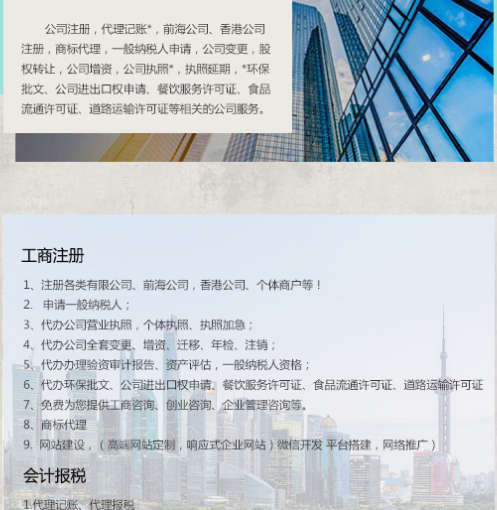 公司注册，代理记账*，前海公司、香港公司
注册，商标代理，一般纳税人申请，公司变更，股
权转让，公司增资，公司执照*，执照延期，*环保
批文、公司进出口权申请、餐饮服务许可证、食品
流通许可证、道路运输许可证等相关的公司服务。
工商注册
1、注册各类有限公司、前海公司，香港公司、个体商户等！
2. 申请一般纳税人；
3、代办公司营业执照，个体执照、执照加急；
4、代办公司全套变更、增资、迁移、年检、注销；
5、代办办理验资审计报告、资产评估，一般纳税人资格；
6、代办环保批文、公司进出口权申请、餐饮服务许可证、食品流通许可证、道路运输许可证
7、免费为您提供工商咨询、创业咨询、企业管理咨询等。
8、商标代理
9. 网站建设，（高端网站定制，响应式企业网站）微信开发 平台搭建，网络推广）
会计报税
1.代理记账、代理报税